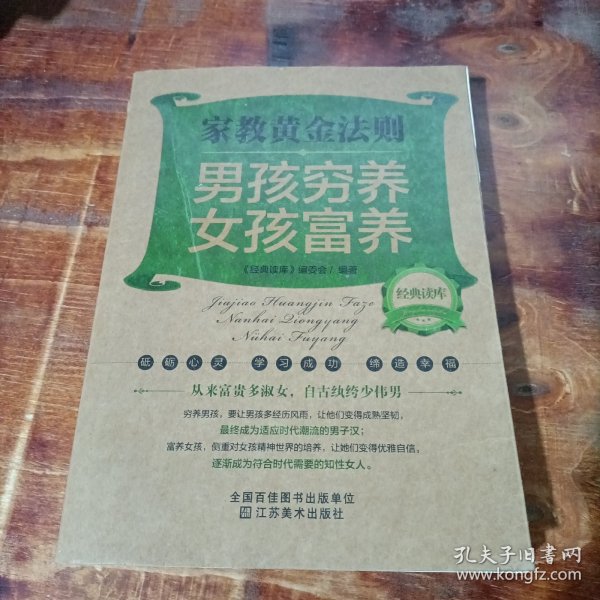 家教黄金法则
男孩穷养
女孩富养
《经典读库》编委会/编著
经典读库
Jiajiao Huangjin Faze
Nanhai Qiongyang
Nühai Fuyang
砥砺心灵 学习成功 缔造幸福
从来富贵多淑女，自古纨绔少伟男
穷养男孩，要让男孩多经历风雨，让他们变得成熟坚韧，
最终成为适应时代潮流的男子汉；
富养女孩，侧重对女孩精神世界的培养，让她们变得优雅自信，
逐渐成为符合时代需要的知性女人。
全国百佳图书出版单位
江苏美术出版社
孔夫子旧书网
www.kongfz.com